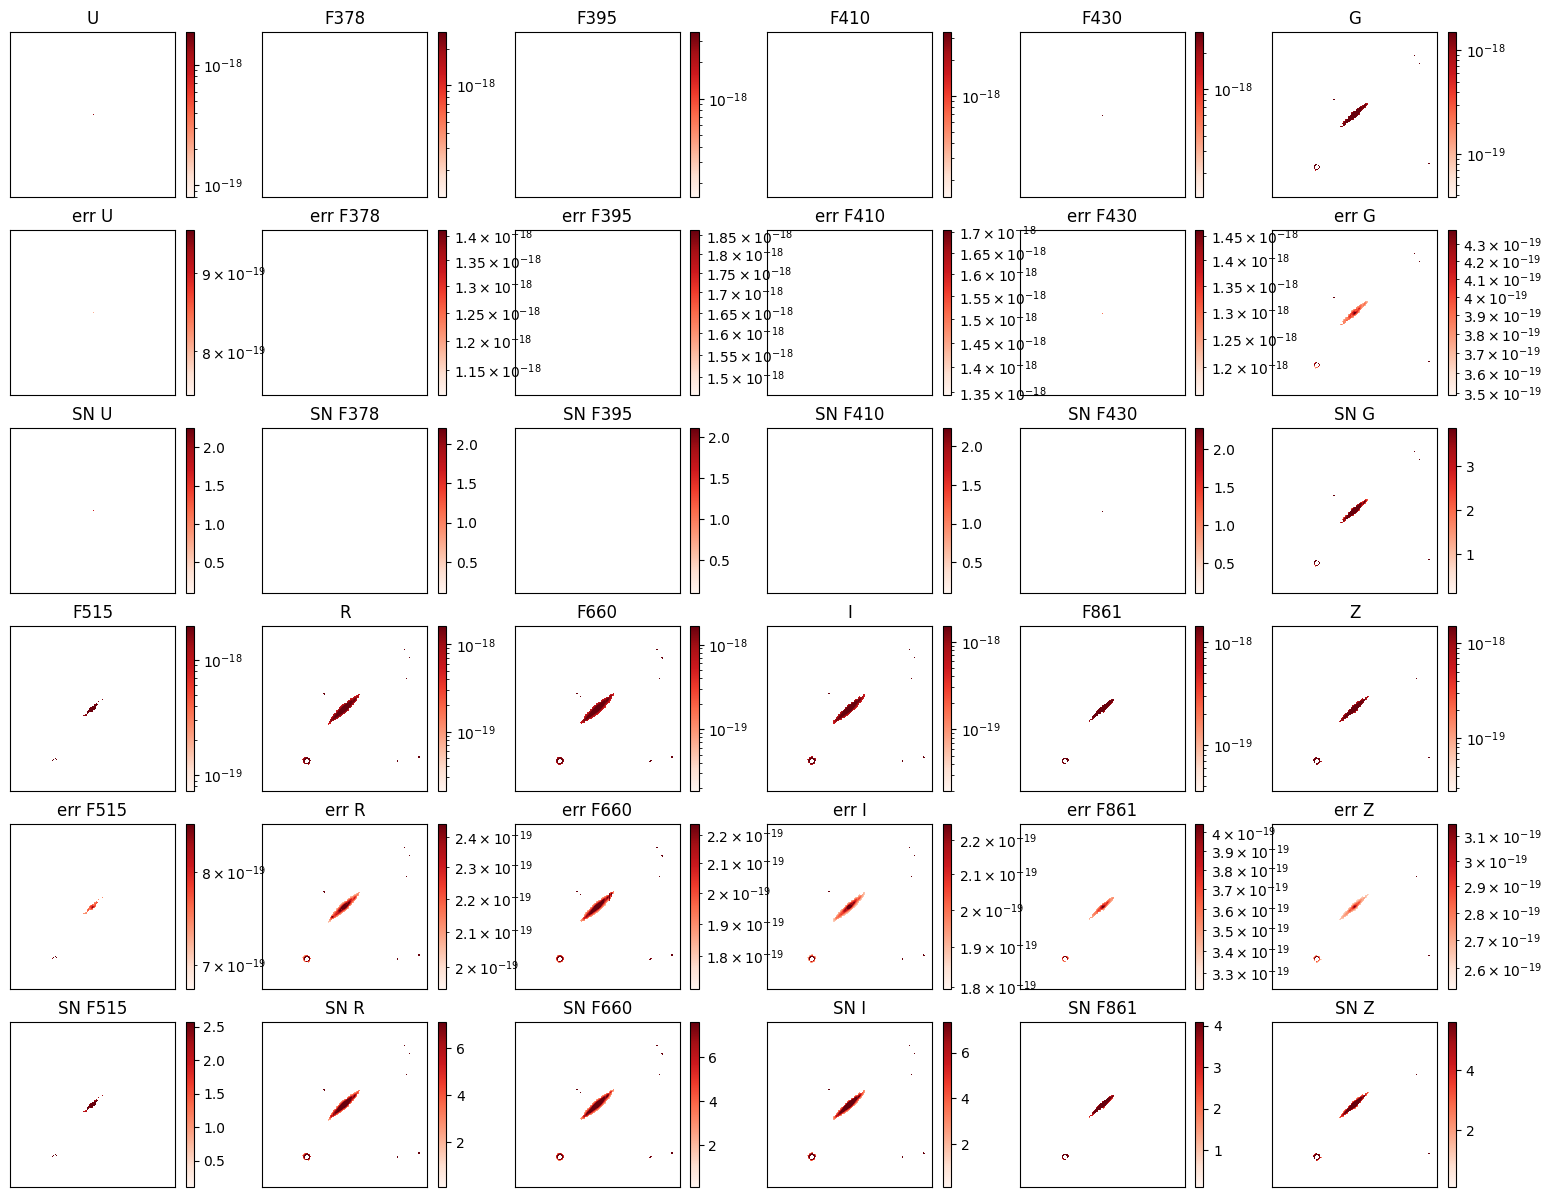 U F378 F395 F410 F430 G
10⁻¹⁸ 10⁻¹⁸ 10⁻¹⁸ 10⁻¹⁸ 10⁻¹⁸ 10⁻¹⁸
10⁻¹⁹ 10⁻¹⁹
err U err F378 err F395 err F410 err F430 err G
9 × 10⁻¹⁹
8 × 10⁻¹⁹
1.4 × 10⁻¹⁸
1.35 × 10⁻¹⁸
1.3 × 10⁻¹⁸
1.25 × 10⁻¹⁸
1.2 × 10⁻¹⁸
1.15 × 10⁻¹⁸
1.85 × 10⁻¹⁸
1.8 × 10⁻¹⁸
1.75 × 10⁻¹⁸
1.7 × 10⁻¹⁸
1.65 × 10⁻¹⁸
1.6 × 10⁻¹⁸
1.55 × 10⁻¹⁸
1.5 × 10⁻¹⁸
1.7 × 10⁻¹⁸
1.65 × 10⁻¹⁸
1.6 × 10⁻¹⁸
1.55 × 10⁻¹⁸
1.5 × 10⁻¹⁸
1.45 × 10⁻¹⁸
1.4 × 10⁻¹⁸
1.35 × 10⁻¹⁸
1.45 × 10⁻¹⁸
1.4 × 10⁻¹⁸
1.35 × 10⁻¹⁸
1.3 × 10⁻¹⁸
1.25 × 10⁻¹⁸
1.2 × 10⁻¹⁸
4.3 × 10⁻¹⁹
4.2 × 10⁻¹⁹
4.1 × 10⁻¹⁹
4 × 10⁻¹⁹
3.9 × 10⁻¹⁹
3.8 × 10⁻¹⁹
3.7 × 10⁻¹⁹
3.6 × 10⁻¹⁹
3.5 × 10⁻¹⁹
SN U SN F378 SN F395 SN F410 SN F430 SN G
2.0
1.5
1.0
0.5
2.0
1.5
1.0
0.5
2.0
1.5
1.0
0.5
2.0
1.5
1.0
0.5
2.0
1.5
1.0
0.5
3
2
1
F515 R F660 I F861 Z
10⁻¹⁸ 10⁻¹⁸ 10⁻¹⁸ 10⁻¹⁸ 10⁻¹⁸ 10⁻¹⁸
10⁻¹⁹ 10⁻¹⁹ 10⁻¹⁹ 10⁻¹⁹ 10⁻¹⁹ 10⁻¹⁹
err F515 err R err F660 err I err F861 err Z
8 × 10⁻¹⁹
7 × 10⁻¹⁹
2.4 × 10⁻¹⁹
2.3 × 10⁻¹⁹
2.2 × 10⁻¹⁹
2.1 × 10⁻¹⁹
2 × 10⁻¹⁹
2.2 × 10⁻¹⁹
2.1 × 10⁻¹⁹
2 × 10⁻¹⁹
1.9 × 10⁻¹⁹
1.8 × 10⁻¹⁹
2.2 × 10⁻¹⁹
2.1 × 10⁻¹⁹
2 × 10⁻¹⁹
1.9 × 10⁻¹⁹
1.8 × 10⁻¹⁹
4 × 10⁻¹⁹
3.9 × 10⁻¹⁹
3.8 × 10⁻¹⁹
3.7 × 10⁻¹⁹
3.6 × 10⁻¹⁹
3.5 × 10⁻¹⁹
3.4 × 10⁻¹⁹
3.3 × 10⁻¹⁹
3.1 × 10⁻¹⁹
3 × 10⁻¹⁹
2.9 × 10⁻¹⁹
2.8 × 10⁻¹⁹
2.7 × 10⁻¹⁹
2.6 × 10⁻¹⁹
SN F515 SN R SN F660 SN I SN F861 SN Z
2.5
2.0
1.5
1.0
0.5
6
4
2
6
4
2
6
4
2
4
3
2
1
4
2